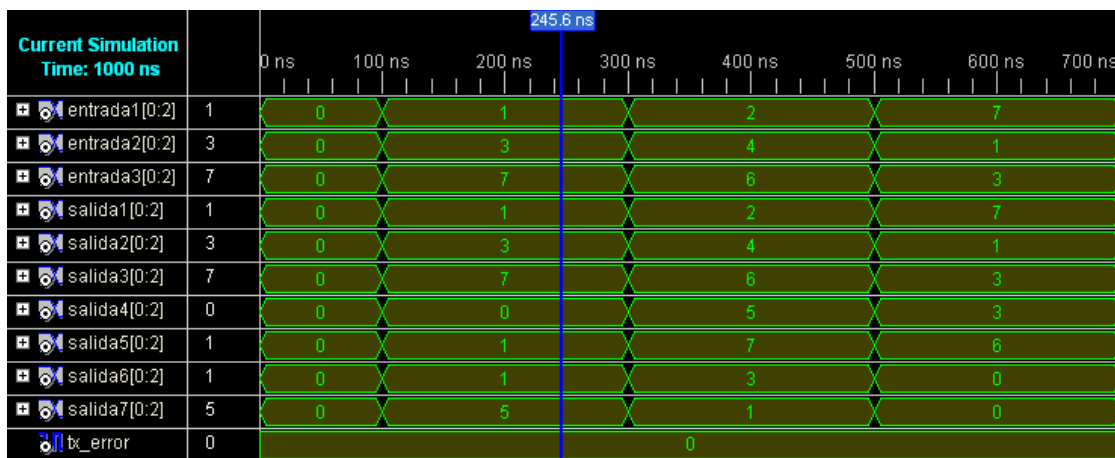 245.6 ns
Current Simulation
Time: 1000 ns
0 ns 100 ns 200 ns 300 ns 400 ns 500 ns 600 ns 700 ns
entrada1[0:2] 1 0 1 2 7
entrada2[0:2] 3 0 3 4 1
entrada3[0:2] 7 0 7 6 3
salida1[0:2] 1 0 1 2 7
salida2[0:2] 3 0 3 4 1
salida3[0:2] 7 0 7 6 3
salida4[0:2] 0 0 0 5 3
salida5[0:2] 1 0 1 7 6
salida6[0:2] 1 0 1 3 0
salida7[0:2] 5 0 5 1 0
tx_error 0 0